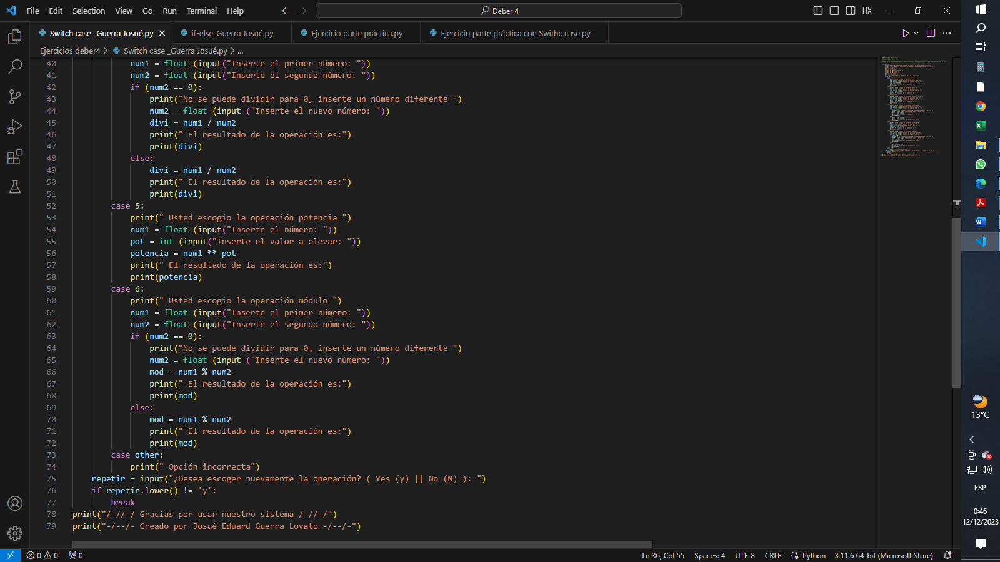 File Edit Selection View Go Run Terminal Help
Deber 4
Switch case _Guerra Josué.py if-else_Guerra Josué.py Ejercicio parte práctica.py Ejercicio parte práctica con Swithc case.py
Ejercicios deber4 > Switch case _Guerra Josué.py > ...
40 num1 = float (input("Inserte el primer número: "))
41 num2 = float (input("Inserte el segundo número: "))
42 if (num2 == 0):
43 print("No se puede dividir para 0, inserte un número diferente ")
44 num2 = float (input ("Inserte el nuevo número: "))
45 divi = num1 / num2
46 print(" El resultado de la operación es:")
47 print(divi)
48 else:
49 divi = num1 / num2
50 print(" El resultado de la operación es:")
51 print(divi)
52 case 5:
53 print(" Usted escogio la operación potencia ")
54 num1 = float (input("Inserte el número: "))
55 pot = int (input("Inserte el valor a elevar: "))
56 potencia = num1 ** pot
57 print(" El resultado de la operación es:")
58 print(potencia)
59 case 6:
60 print(" Usted escogio la operación módulo ")
61 num1 = float (input("Inserte el primer número: "))
62 num2 = float (input("Inserte el segundo número: "))
63 if (num2 == 0):
64 print("No se puede dividir para 0, inserte un número diferente ")
65 num2 = float (input ("Inserte el nuevo número: "))
66 mod = num1 % num2
67 print(" El resultado de la operación es:")
68 print(mod)
69 else:
70 mod = num1 % num2
71 print(" El resultado de la operación es:")
72 print(mod)
73 case other:
74 print(" Opción incorrecta")
75 repetir = input("¿Desea escoger nuevamente la operación? ( Yes (y) || No (N) ): ")
76 if repetir.lower() != 'y':
77 break
78 print("/-//-/ Gracias por usar nuestro sistema /-//-/")
79 print("-/--/- Creado por Josué Eduard Guerra Lovato -/--/-")
0 0 0 Ln 36, Col 55 Spaces: 4 UTF-8 CRLF Python 3.11.6 64-bit (Microsoft Store)
13°C
ESP
0:46
12/12/2023